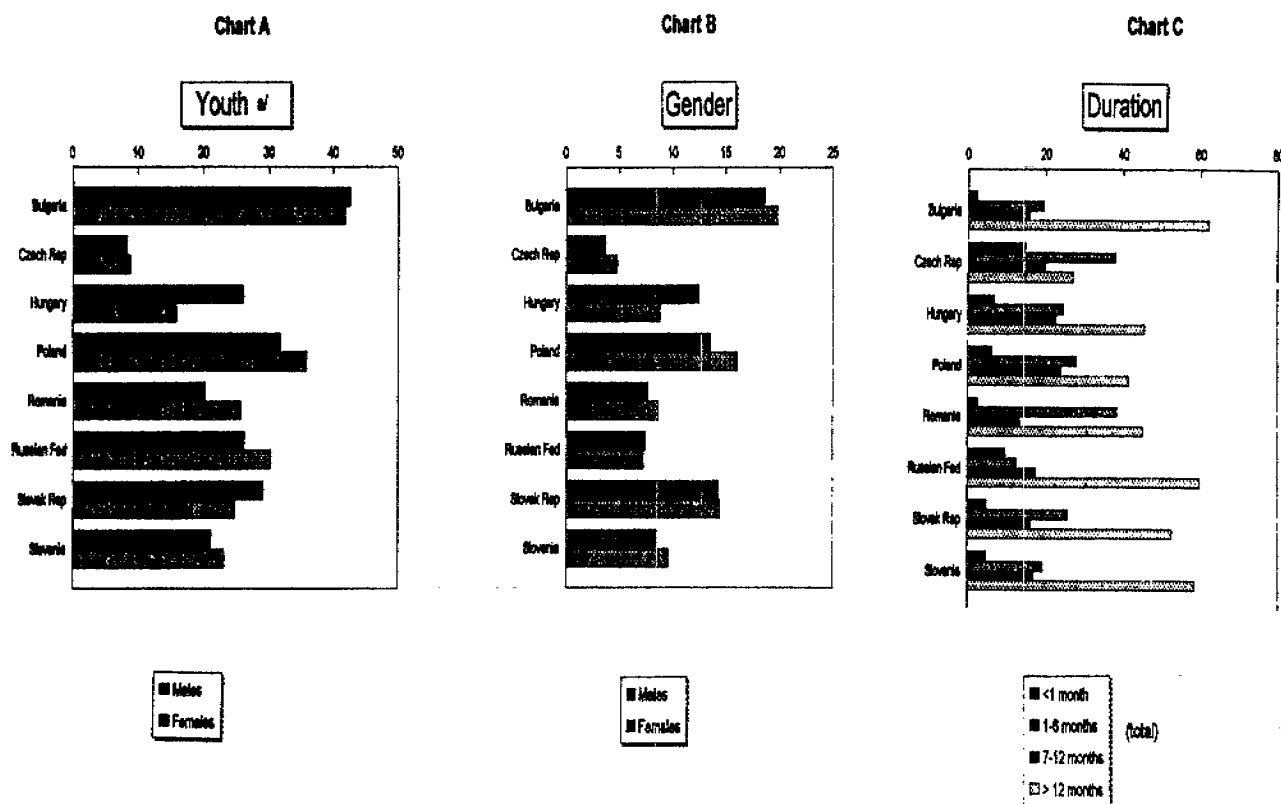 Chart A
Youth a/
0 10 20 30 40 50
Bulgaria
Czech Rep
Hungary
Poland
Romania
Russian Fed
Slovak Rep
Slovenia
Males
Females
Chart B
Gender
0 5 10 15 20 25
Bulgaria
Czech Rep
Hungary
Poland
Romania
Russian Fed
Slovak Rep
Slovenia
Males
Females
Chart C
Duration
0 20 40 60 80
Bulgaria
Czech Rep
Hungary
Poland
Romania
Russian Fed
Slovak Rep
Slovenia
<1 month
1-6 months
7-12 months
> 12 months
(total)